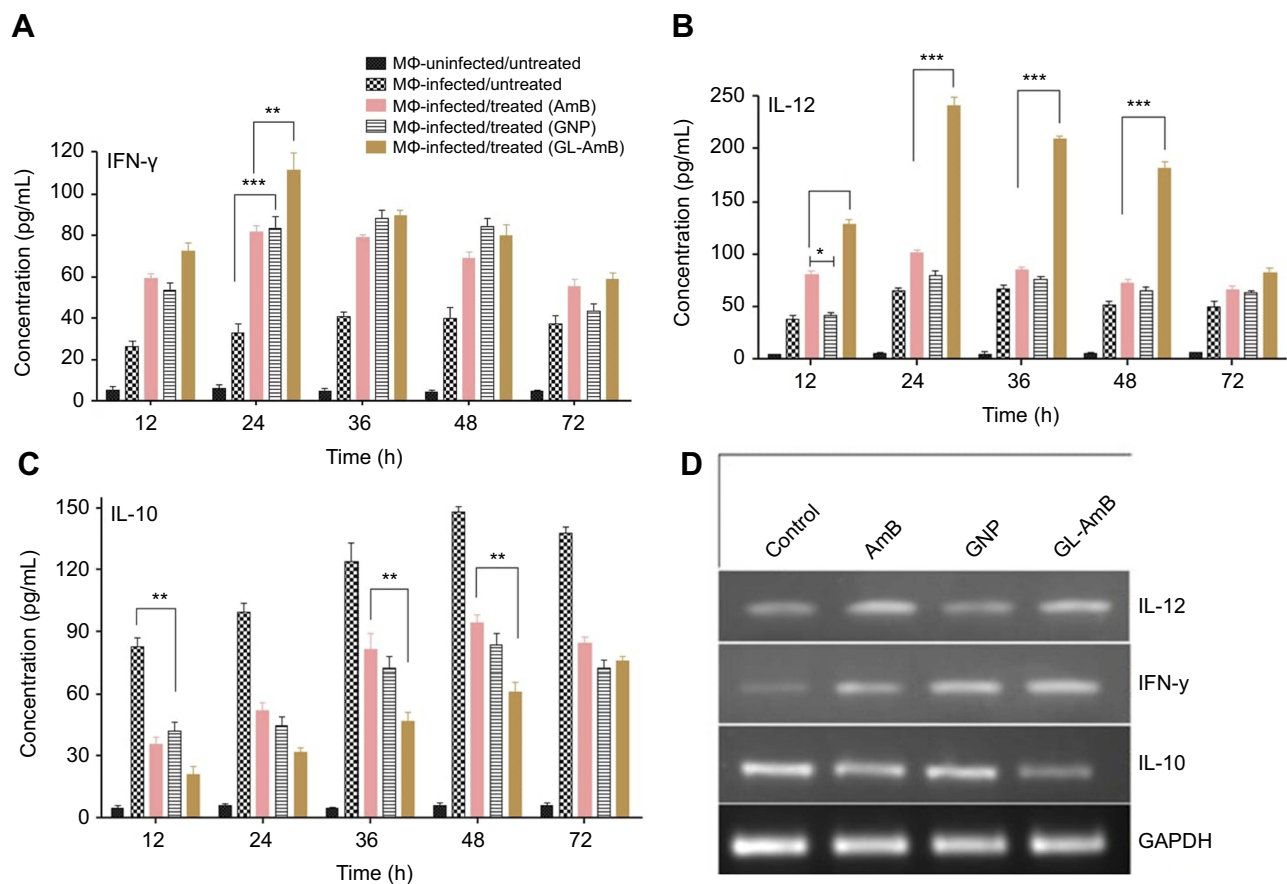 A
MΦ-uninfected/untreated
MΦ-infected/untreated
MΦ-infected/treated (AmB)
MΦ-infected/treated (GNP)
MΦ-infected/treated (GL-AmB)
IFN-γ
Concentration (pg/mL)
120
100
80
60
40
20
0
***
**
12 24 36 48 72
Time (h)
B
IL-12
Concentration (pg/mL)
250
200
150
100
50
0
*
***
***
***
12 24 36 48 72
Time (h)
C
IL-10
Concentration (pg/mL)
150
120
90
60
30
0
**
**
**
12 24 36 48 72
Time (h)
D
Control AmB GNP GL-AmB
IL-12
IFN-y
IL-10
GAPDH